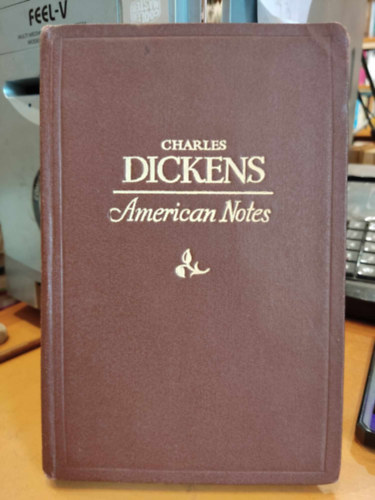 FEEL-V
CHARLES
DICKENS
American Notes